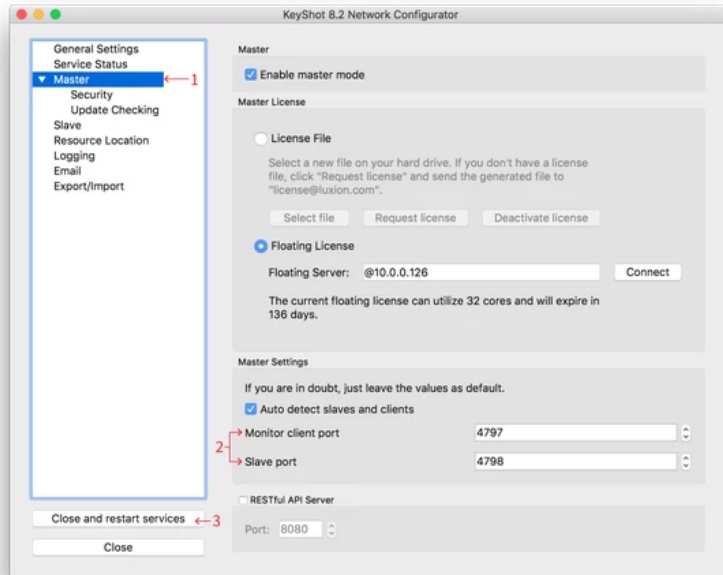 KeyShot 8.2 Network Configurator
General Settings
Service Status
Master
1
Security
Update Checking
Slave
Resource Location
Logging
Email
Export/Import
Close and restart services
3
Close
Master
Enable master mode
Master License
License File
Select a new file on your hard drive. If you don't have a license
file, click "Request license" and send the generated file to
"license@luxion.com".
Select file Request license Deactivate license
Floating License
Floating Server: @10.0.0.126 Connect
The current floating license can utilize 32 cores and will expire in
136 days.
Master Settings
If you are in doubt, just leave the values as default.
Auto detect slaves and clients
2
Monitor client port 4797
Slave port 4798
RESTful API Server
Port: 8080